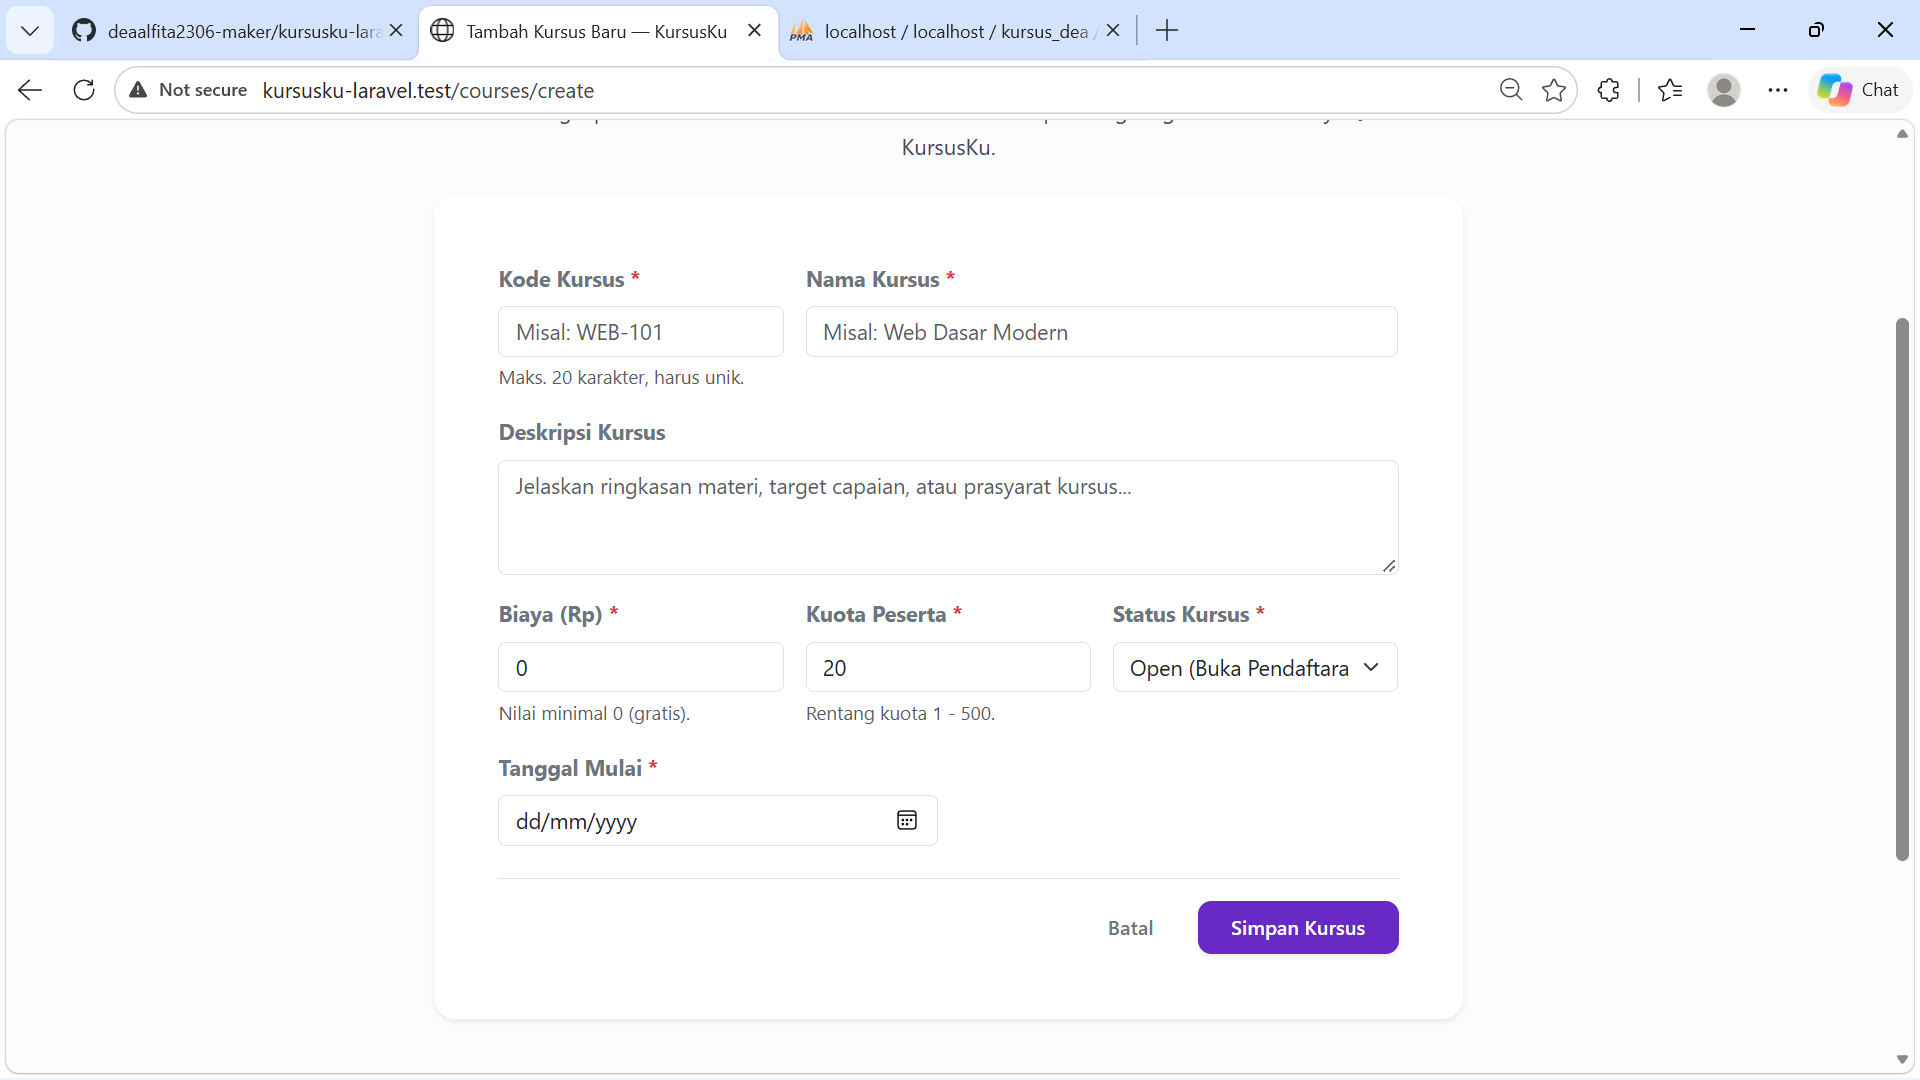 deaalfita2306-maker/kursusku-lara
Tambah Kursus Baru — KursusKu
localhost / localhost / kursus_dea /
Not secure
kursusku-laravel.test/courses/create
Chat
KursusKu.
Kode Kursus *
Nama Kursus *
Misal: WEB-101
Misal: Web Dasar Modern
Maks. 20 karakter, harus unik.
Deskripsi Kursus
Jelaskan ringkasan materi, target capaian, atau prasyarat kursus...
Biaya (Rp) *
Kuota Peserta *
Status Kursus *
0
20
Open (Buka Pendaftara
Nilai minimal 0 (gratis).
Rentang kuota 1 - 500.
Tanggal Mulai *
dd/mm/yyyy
Batal
Simpan Kursus